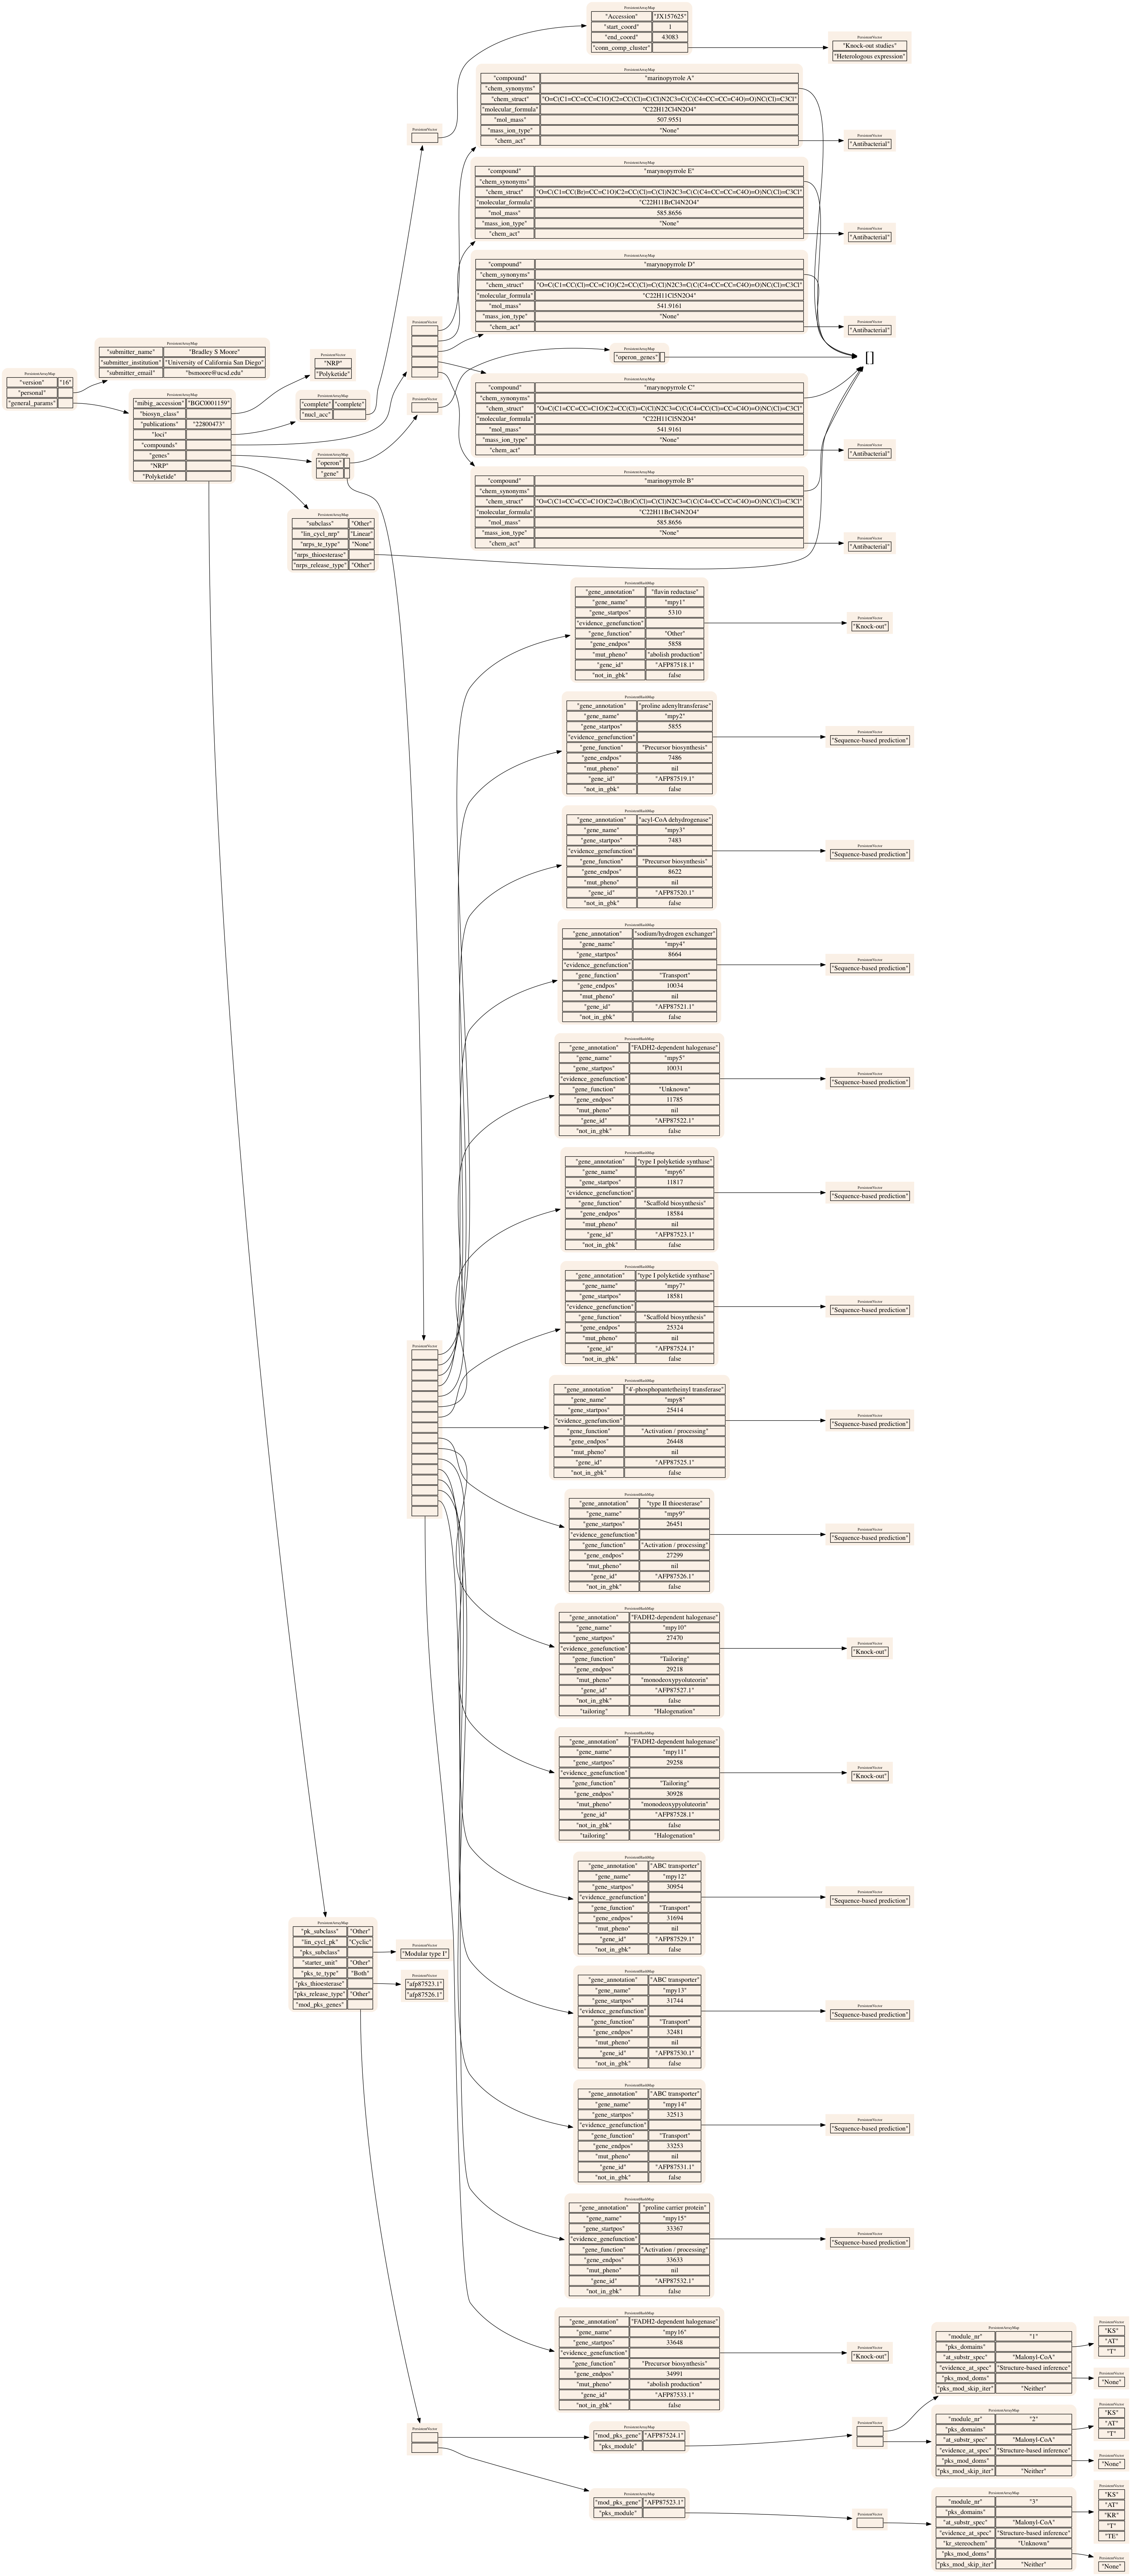 PersistentArrayMap
"version" "16"
"personal"
"general_params"
PersistentArrayMap
"submitter_name" "Bradley S Moore"
"submitter_institution" "University of California San Diego"
"submitter_email" "bsmoore@ucsd.edu"
PersistentArrayMap
"mibig_accession" "BGC0001159"
"biosyn_class"
"publications" "22800473"
"loci"
"compounds"
"genes"
"NRP"
"Polyketide"
PersistentVector
"NRP"
"Polyketide"
PersistentArrayMap
"complete" "complete"
"nucl_acc"
PersistentArrayMap
"operon"
"gene"
PersistentArrayMap
"subclass" "Other"
"lin_cycl_nrp" "Linear"
"nrps_te_type" "None"
"nrps_thioesterase"
"nrps_release_type" "Other"
PersistentVector
PersistentArrayMap
"Accession" "JX157625"
"start_coord" 1
"end_coord" 43083
"conn_comp_cluster"
PersistentVector
"Knock-out studies"
"Heterologous expression"
PersistentVector
PersistentArrayMap
"compound" "marinopyrrole A"
"chem_synonyms"
"chem_struct" "O=C(C1=CC=CC=C1O)C2=CC(Cl)=C(Cl)N2C3=C(C(C4=CC=CC=C4O)=O)NC(Cl)=C3Cl"
"molecular_formula" "C22H12Cl4N2O4"
"mol_mass" 507.9551
"mass_ion_type" "None"
"chem_act"
PersistentVector
"Antibacterial"
PersistentArrayMap
"compound" "marynopyrrole E"
"chem_synonyms"
"chem_struct" "O=C(C1=CC(Br)=CC=C1O)C2=CC(Cl)=C(Cl)N2C3=C(C(C4=CC=CC=C4O)=O)NC(Cl)=C3Cl"
"molecular_formula" "C22H11BrCl4N2O4"
"mol_mass" 585.8656
"mass_ion_type" "None"
"chem_act"
PersistentVector
"Antibacterial"
PersistentArrayMap
"compound" "marynopyrrole D"
"chem_synonyms"
"chem_struct" "O=C(C1=CC(Cl)=CC=C1O)C2=CC(Cl)=C(Cl)N2C3=C(C(C4=CC=CC=C4O)=O)NC(Cl)=C3Cl"
"molecular_formula" "C22H11Cl5N2O4"
"mol_mass" 541.9161
"mass_ion_type" "None"
"chem_act"
PersistentVector
"Antibacterial"
PersistentVector
PersistentArrayMap
"operon_genes"
[]
PersistentArrayMap
"compound" "marynopyrrole C"
"chem_synonyms"
"chem_struct" "O=C(C1=CC=CC=C1O)C2=CC(Cl)=C(Cl)N2C3=C(C(C4=CC(Cl)=CC=C4O)=O)NC(Cl)=C3Cl"
"molecular_formula" "C22H11Cl5N2O4"
"mol_mass" 541.9161
"mass_ion_type" "None"
"chem_act"
PersistentVector
"Antibacterial"
PersistentArrayMap
"compound" "marinopyrrole B"
"chem_synonyms"
"chem_struct" "O=C(C1=CC=CC=C1O)C2=C(Br)C(Cl)=C(Cl)N2C3=C(C(C4=CC=CC=C4O)=O)NC(Cl)=C3Cl"
"molecular_formula" "C22H11BrCl4N2O4"
"mol_mass" 585.8656
"mass_ion_type" "None"
"chem_act"
PersistentVector
"Antibacterial"
PersistentVector
PersistentHashMap
"gene_annotation" "flavin reductase"
"gene_name" "mpy1"
"gene_startpos" 5310
"evidence_genefunction"
"gene_function" "Other"
"gene_endpos" 5858
"mut_pheno" "abolish production"
"gene_id" "AFP87518.1"
"not_in_gbk" false
PersistentVector
"Knock-out"
PersistentHashMap
"gene_annotation" "proline adenyltransferase"
"gene_name" "mpy2"
"gene_startpos" 5855
"evidence_genefunction"
"gene_function" "Precursor biosynthesis"
"gene_endpos" 7486
"mut_pheno" nil
"gene_id" "AFP87519.1"
"not_in_gbk" false
PersistentVector
"Sequence-based prediction"
PersistentHashMap
"gene_annotation" "acyl-CoA dehydrogenase"
"gene_name" "mpy3"
"gene_startpos" 7483
"evidence_genefunction"
"gene_function" "Precursor biosynthesis"
"gene_endpos" 8622
"mut_pheno" nil
"gene_id" "AFP87520.1"
"not_in_gbk" false
PersistentVector
"Sequence-based prediction"
PersistentHashMap
"gene_annotation" "sodium/hydrogen exchanger"
"gene_name" "mpy4"
"gene_startpos" 8664
"evidence_genefunction"
"gene_function" "Transport"
"gene_endpos" 10034
"mut_pheno" nil
"gene_id" "AFP87521.1"
"not_in_gbk" false
PersistentVector
"Sequence-based prediction"
PersistentHashMap
"gene_annotation" "FADH2-dependent halogenase"
"gene_name" "mpy5"
"gene_startpos" 10031
"evidence_genefunction"
"gene_function" "Unknown"
"gene_endpos" 11785
"mut_pheno" nil
"gene_id" "AFP87522.1"
"not_in_gbk" false
PersistentVector
"Sequence-based prediction"
PersistentHashMap
"gene_annotation" "type I polyketide synthase"
"gene_name" "mpy6"
"gene_startpos" 11817
"evidence_genefunction"
"gene_function" "Scaffold biosynthesis"
"gene_endpos" 18584
"mut_pheno" nil
"gene_id" "AFP87523.1"
"not_in_gbk" false
PersistentVector
"Sequence-based prediction"
PersistentHashMap
"gene_annotation" "type I polyketide synthase"
"gene_name" "mpy7"
"gene_startpos" 18581
"evidence_genefunction"
"gene_function" "Scaffold biosynthesis"
"gene_endpos" 25324
"mut_pheno" nil
"gene_id" "AFP87524.1"
"not_in_gbk" false
PersistentVector
"Sequence-based prediction"
PersistentHashMap
"gene_annotation" "4'-phosphopantetheinyl transferase"
"gene_name" "mpy8"
"gene_startpos" 25414
"evidence_genefunction"
"gene_function" "Activation / processing"
"gene_endpos" 26448
"mut_pheno" nil
"gene_id" "AFP87525.1"
"not_in_gbk" false
PersistentVector
"Sequence-based prediction"
PersistentHashMap
"gene_annotation" "type II thioesterase"
"gene_name" "mpy9"
"gene_startpos" 26451
"evidence_genefunction"
"gene_function" "Activation / processing"
"gene_endpos" 27299
"mut_pheno" nil
"gene_id" "AFP87526.1"
"not_in_gbk" false
PersistentVector
"Sequence-based prediction"
PersistentHashMap
"gene_annotation" "FADH2-dependent halogenase"
"gene_name" "mpy10"
"gene_startpos" 27470
"evidence_genefunction"
"gene_function" "Tailoring"
"gene_endpos" 29218
"mut_pheno" "monodeoxypyoluteorin"
"gene_id" "AFP87527.1"
"not_in_gbk" false
"tailoring" "Halogenation"
PersistentVector
"Knock-out"
PersistentHashMap
"gene_annotation" "FADH2-dependent halogenase"
"gene_name" "mpy11"
"gene_startpos" 29258
"evidence_genefunction"
"gene_function" "Tailoring"
"gene_endpos" 30928
"mut_pheno" "monodeoxypyoluteorin"
"gene_id" "AFP87528.1"
"not_in_gbk" false
"tailoring" "Halogenation"
PersistentVector
"Knock-out"
PersistentHashMap
"gene_annotation" "ABC transporter"
"gene_name" "mpy12"
"gene_startpos" 30954
"evidence_genefunction"
"gene_function" "Transport"
"gene_endpos" 31694
"mut_pheno" nil
"gene_id" "AFP87529.1"
"not_in_gbk" false
PersistentVector
"Sequence-based prediction"
PersistentHashMap
"gene_annotation" "ABC transporter"
"gene_name" "mpy13"
"gene_startpos" 31744
"evidence_genefunction"
"gene_function" "Transport"
"gene_endpos" 32481
"mut_pheno" nil
"gene_id" "AFP87530.1"
"not_in_gbk" false
PersistentVector
"Sequence-based prediction"
PersistentHashMap
"gene_annotation" "ABC transporter"
"gene_name" "mpy14"
"gene_startpos" 32513
"evidence_genefunction"
"gene_function" "Transport"
"gene_endpos" 33253
"mut_pheno" nil
"gene_id" "AFP87531.1"
"not_in_gbk" false
PersistentVector
"Sequence-based prediction"
PersistentHashMap
"gene_annotation" "proline carrier protein"
"gene_name" "mpy15"
"gene_startpos" 33367
"evidence_genefunction"
"gene_function" "Activation / processing"
"gene_endpos" 33633
"mut_pheno" nil
"gene_id" "AFP87532.1"
"not_in_gbk" false
PersistentVector
"Sequence-based prediction"
PersistentHashMap
"gene_annotation" "FADH2-dependent halogenase"
"gene_name" "mpy16"
"gene_startpos" 33648
"evidence_genefunction"
"gene_function" "Precursor biosynthesis"
"gene_endpos" 34991
"mut_pheno" "abolish production"
"gene_id" "AFP87533.1"
"not_in_gbk" false
PersistentVector
"Knock-out"
PersistentArrayMap
"pk_subclass" "Other"
"lin_cycl_pk" "Cyclic"
"pks_subclass"
"starter_unit" "Other"
"pks_te_type" "Both"
"pks_thioesterase"
"pks_release_type" "Other"
"mod_pks_genes"
PersistentVector
"Modular type I"
PersistentVector
"afp87523.1"
"afp87526.1"
PersistentVector
PersistentArrayMap
"mod_pks_gene" "AFP87524.1"
"pks_module"
PersistentVector
PersistentArrayMap
"module_nr" "1"
"pks_domains"
"at_substr_spec" "Malonyl-CoA"
"evidence_at_spec" "Structure-based inference"
"pks_mod_doms"
"pks_mod_skip_iter" "Neither"
PersistentVector
"KS"
"AT"
"T"
PersistentVector
"None"
PersistentArrayMap
"module_nr" "2"
"pks_domains"
"at_substr_spec" "Malonyl-CoA"
"evidence_at_spec" "Structure-based inference"
"pks_mod_doms"
"pks_mod_skip_iter" "Neither"
PersistentVector
"KS"
"AT"
"T"
PersistentVector
"None"
PersistentArrayMap
"mod_pks_gene" "AFP87523.1"
"pks_module"
PersistentVector
PersistentArrayMap
"module_nr" "3"
"pks_domains"
"at_substr_spec" "Malonyl-CoA"
"evidence_at_spec" "Structure-based inference"
"kr_stereochem" "Unknown"
"pks_mod_doms"
"pks_mod_skip_iter" "Neither"
PersistentVector
"KS"
"AT"
"KR"
"T"
"TE"
PersistentVector
"None"